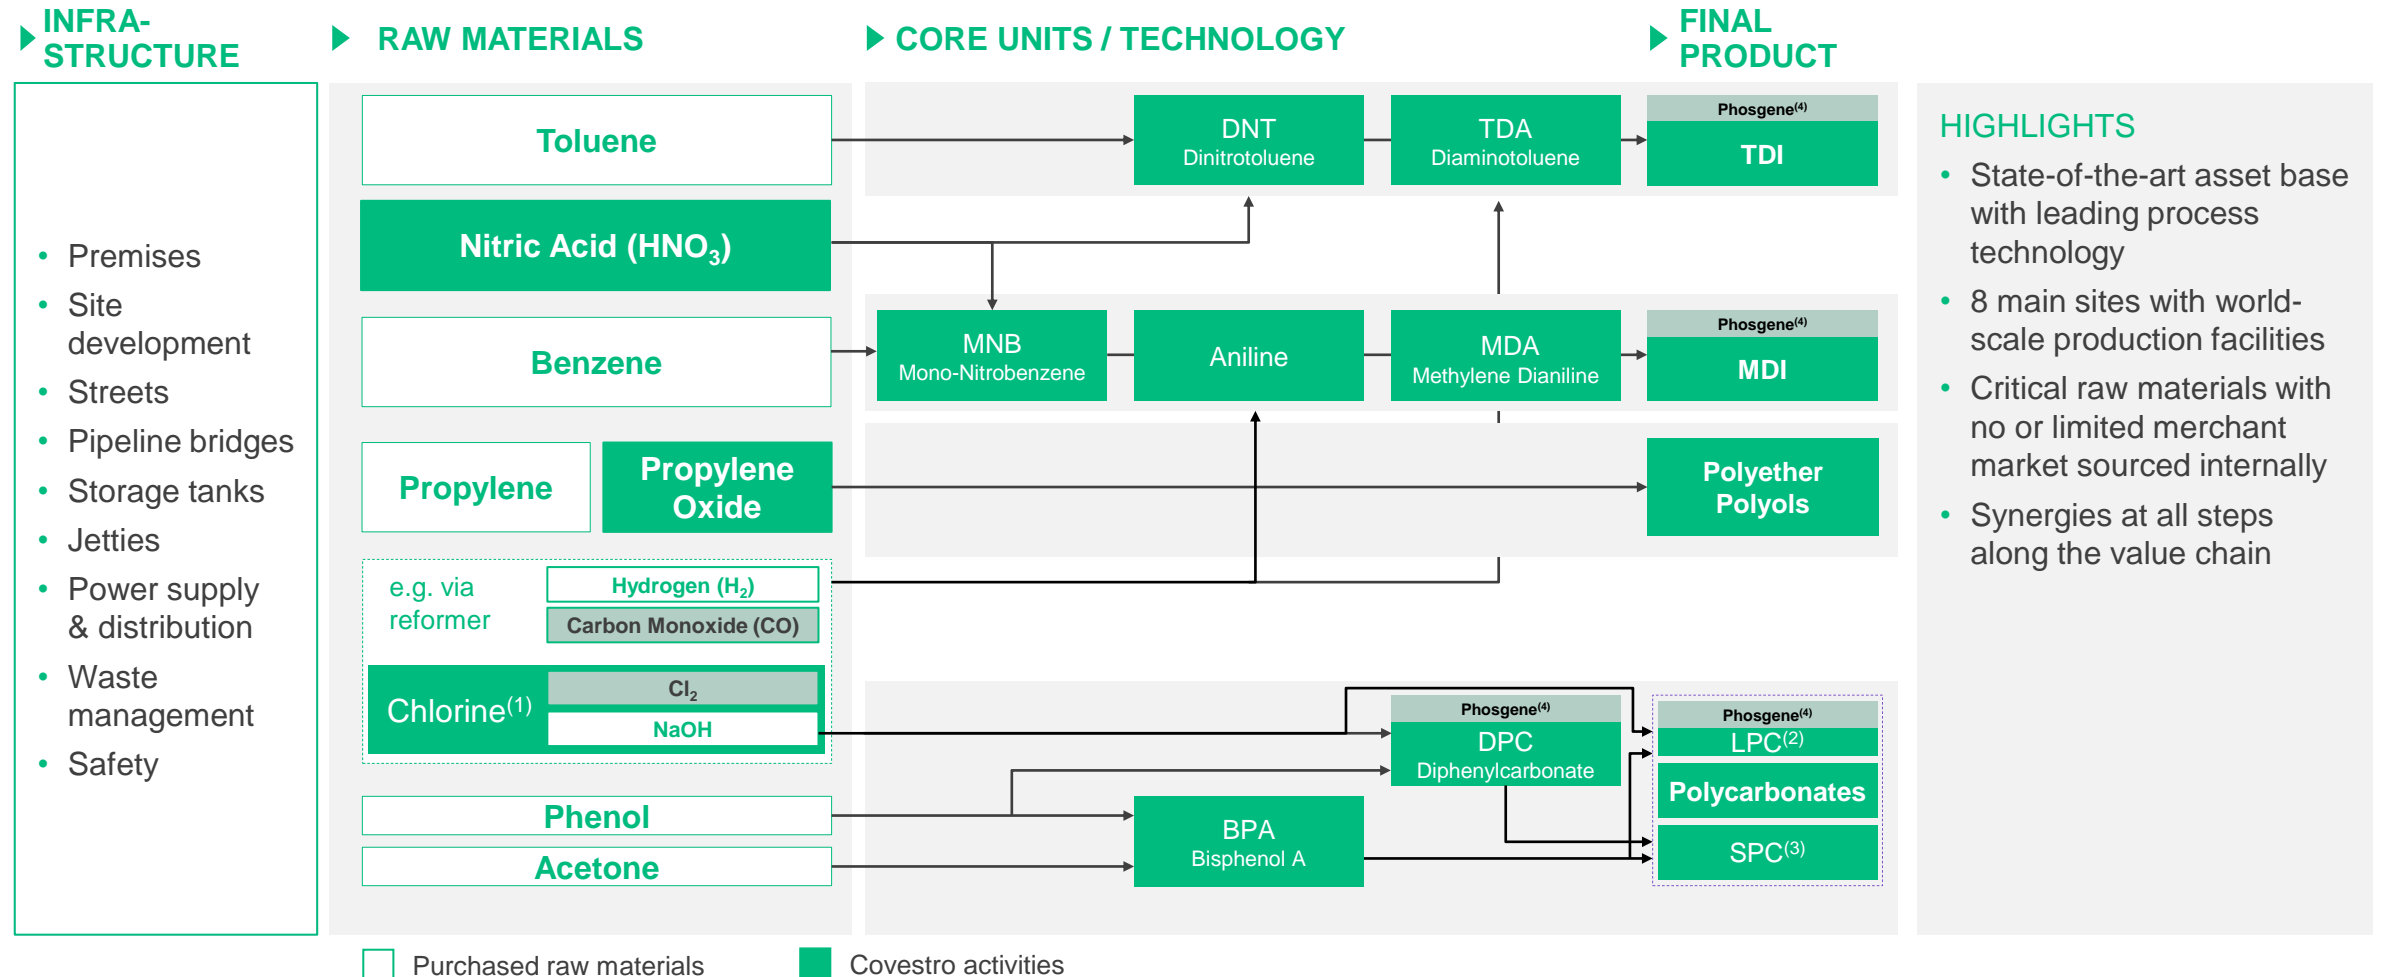 INFRA-
STRUCTURE
RAW MATERIALS
CORE UNITS / TECHNOLOGY
FINAL
PRODUCT
• Premises
• Site
development
• Streets
• Pipeline bridges
• Storage tanks
• Jetties
• Power supply
& distribution
• Waste
management
• Safety
Toluene
Nitric Acid (HNO₃)
Benzene
Propylene
Propylene
Oxide
e.g. via
reformer
Hydrogen (H₂)
Carbon Monoxide (CO)
Chlorine⁽¹⁾
Cl₂
NaOH
Phenol
Acetone
DNT
Dinitrotoluene
TDA
Diaminotoluene
Phosgene⁽⁴⁾
TDI
MNB
Mono-Nitrobenzene
Aniline
MDA
Methylene Dianiline
Phosgene⁽⁴⁾
MDI
Polyether
Polyols
Phosgene⁽⁴⁾
DPC
Diphenylcarbonate
BPA
Bisphenol A
Phosgene⁽⁴⁾
LPC⁽²⁾
Polycarbonates
SPC⁽³⁾
HIGHLIGHTS
• State-of-the-art asset base
with leading process
technology
• 8 main sites with world-
scale production facilities
• Critical raw materials with
no or limited merchant
market sourced internally
• Synergies at all steps
along the value chain
Purchased raw materials
Covestro activities